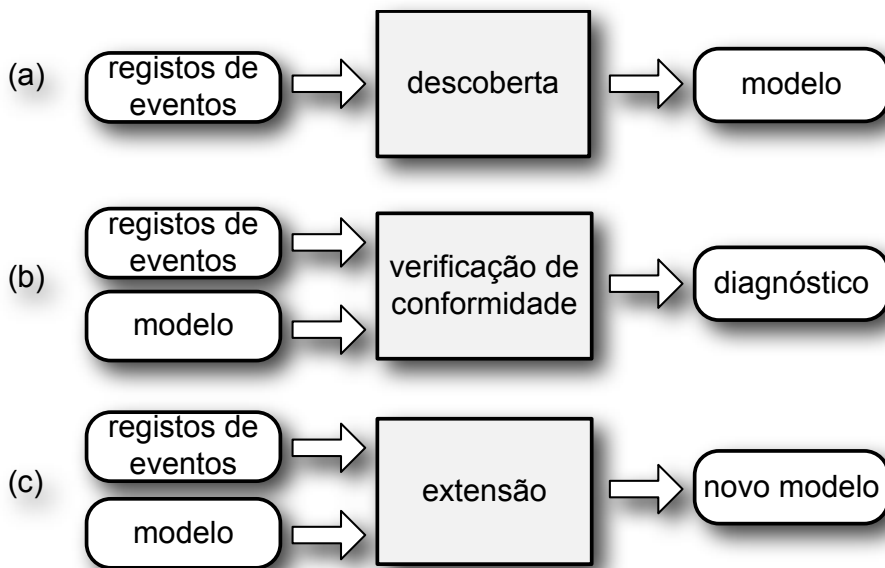 (a)
registos de
eventos
descoberta
modelo
(b)
registos de
eventos
modelo
verificação de
conformidade
diagnóstico
(c)
registos de
eventos
modelo
extensão
novo modelo